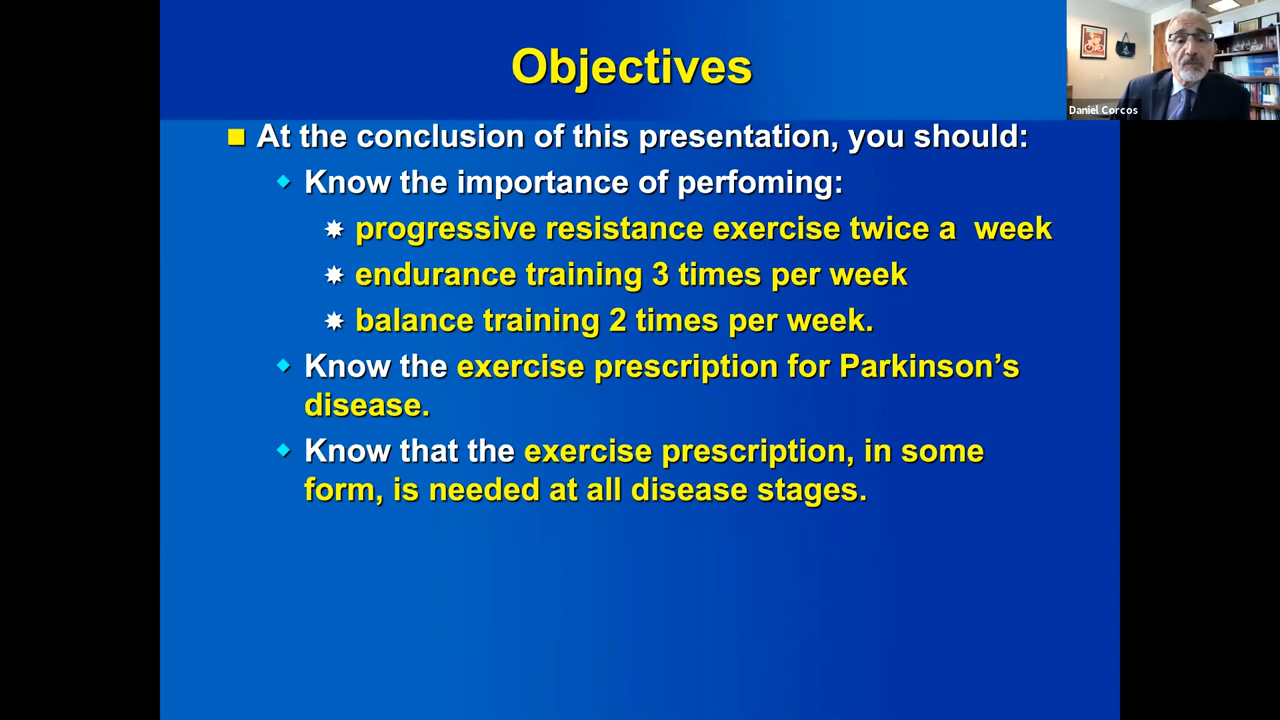 Objectives
At the conclusion of this presentation, you should:
Know the importance of perfoming:
progressive resistance exercise twice a  week
endurance training 3 times per week
balance training 2 times per week.
Know the exercise prescription for Parkinson’s
disease.
Know that the exercise prescription, in some
form, is needed at all disease stages.
Daniel Corcos